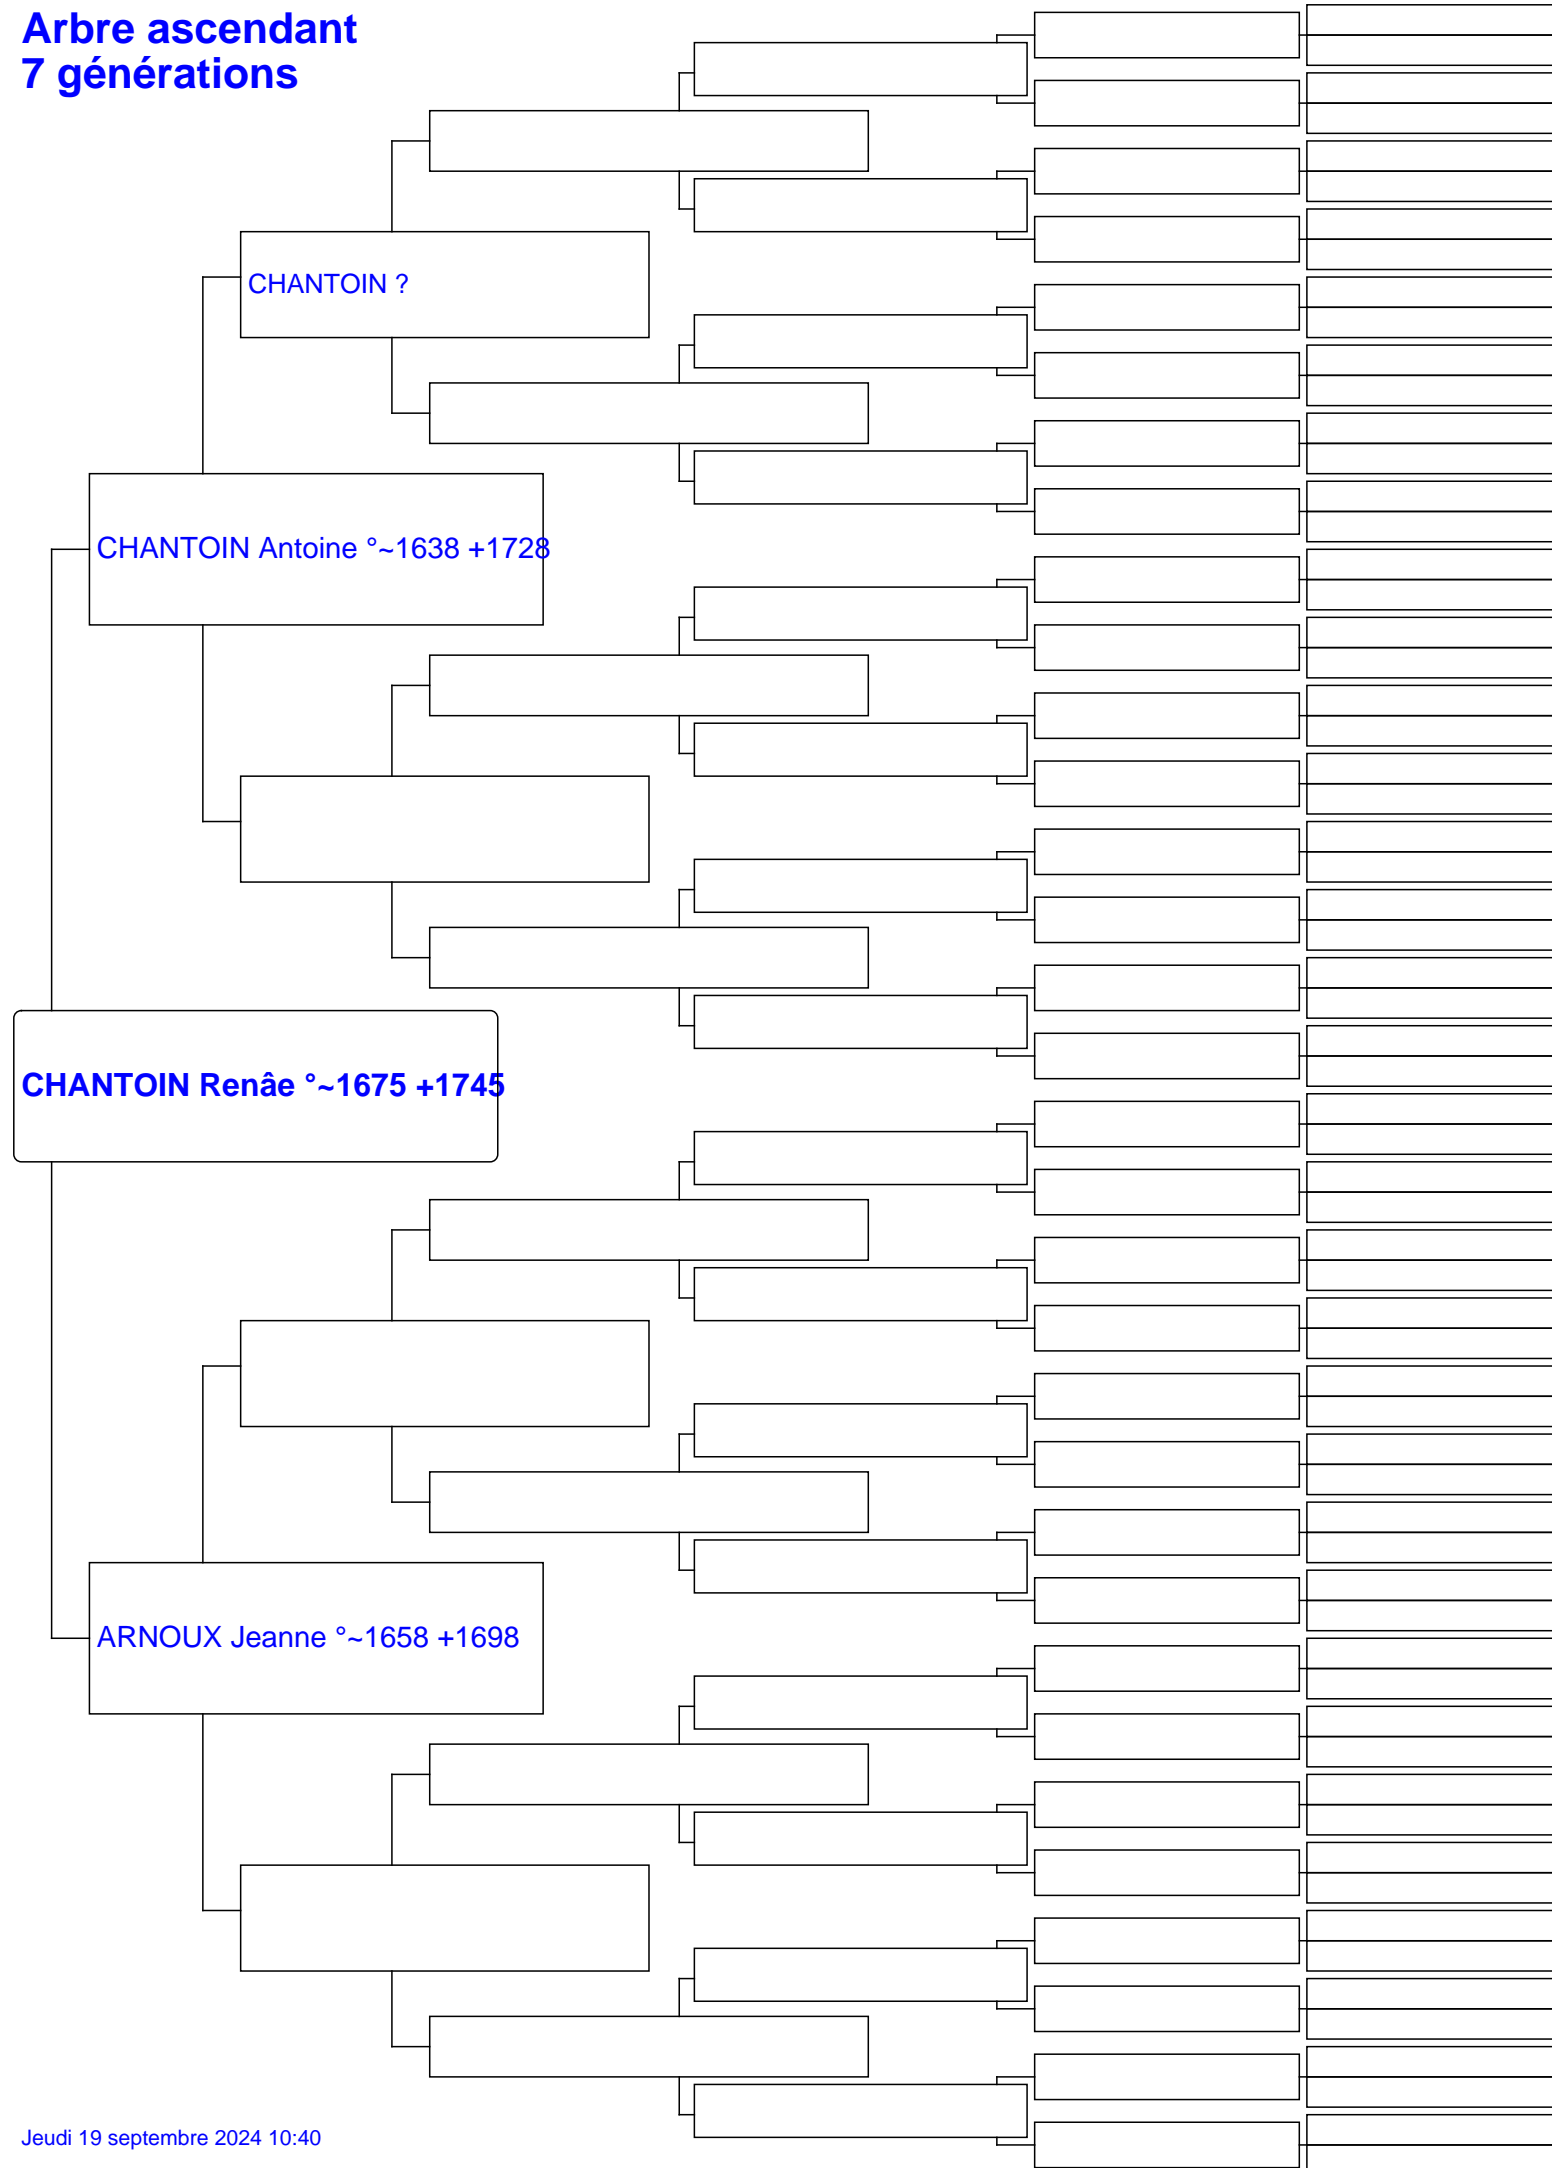 Arbre ascendant
7 générations
CHANTOIN ?
CHANTOIN Antoine °~1638 +1728
CHANTOIN Renâe °~1675 +1745
ARNOUX Jeanne °~1658 +1698
Jeudi 19 septembre 2024 10:40